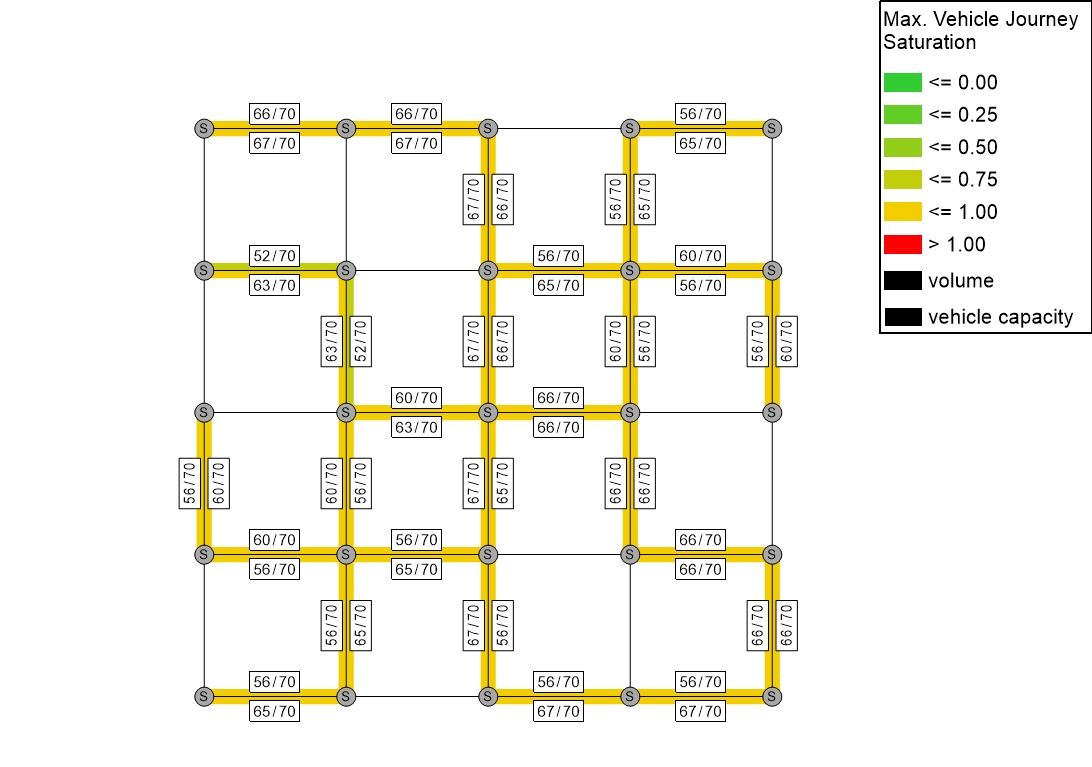 Max. Vehicle Journey
Saturation
<= 0.00
<= 0.25
<= 0.50
<= 0.75
<= 1.00
> 1.00
volume
vehicle capacity
66/70 66/70 56/70
S S S S S
67/70 67/70 65/70
67/70 66/70 56/70 65/70
52/70 56/70 60/70
S S S S S
63/70 65/70 56/70
63/70 52/70 67/70 66/70 60/70 56/70 56/70 60/70
60/70 66/70
S S S S S
63/70 66/70
56/70 60/70 60/70 56/70 67/70 65/70 66/70 66/70
60/70 56/70 66/70
S S S S S
56/70 65/70 66/70
56/70 65/70 67/70 56/70 66/70 66/70
56/70 56/70 56/70
S S S S S
65/70 67/70 67/70